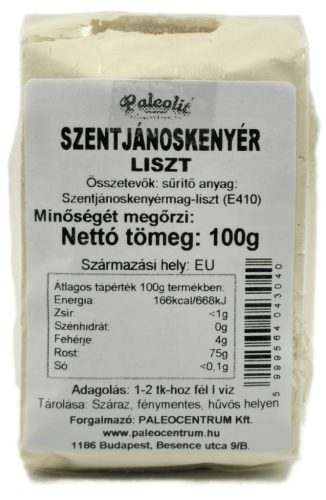 Paleolit
SZENTJÁNOSKENYÉR
LISZT
Összetevők: sűrítő anyag:
Szentjánoskenyérmag-liszt (E410)
Minőségét megőrzi:
Nettó tömeg: 100g
Származási hely: EU
Átlagos tápérték 100g termékben:
Energia: 166kcal/668kJ
Zsír: <1g
Szénhidrát: 0g
Fehérje: 4g
Rost: 75g
Só: <0,1g
5 999564 043040
Adagolás: 1-2 tk-hoz fél l víz
Tárolása: Száraz, fénymentes, hűvös helyen
Forgalmazó: PALEOCENTRUM Kft.
www.paleocentrum.hu
1186 Budapest, Besence utca 9/B.